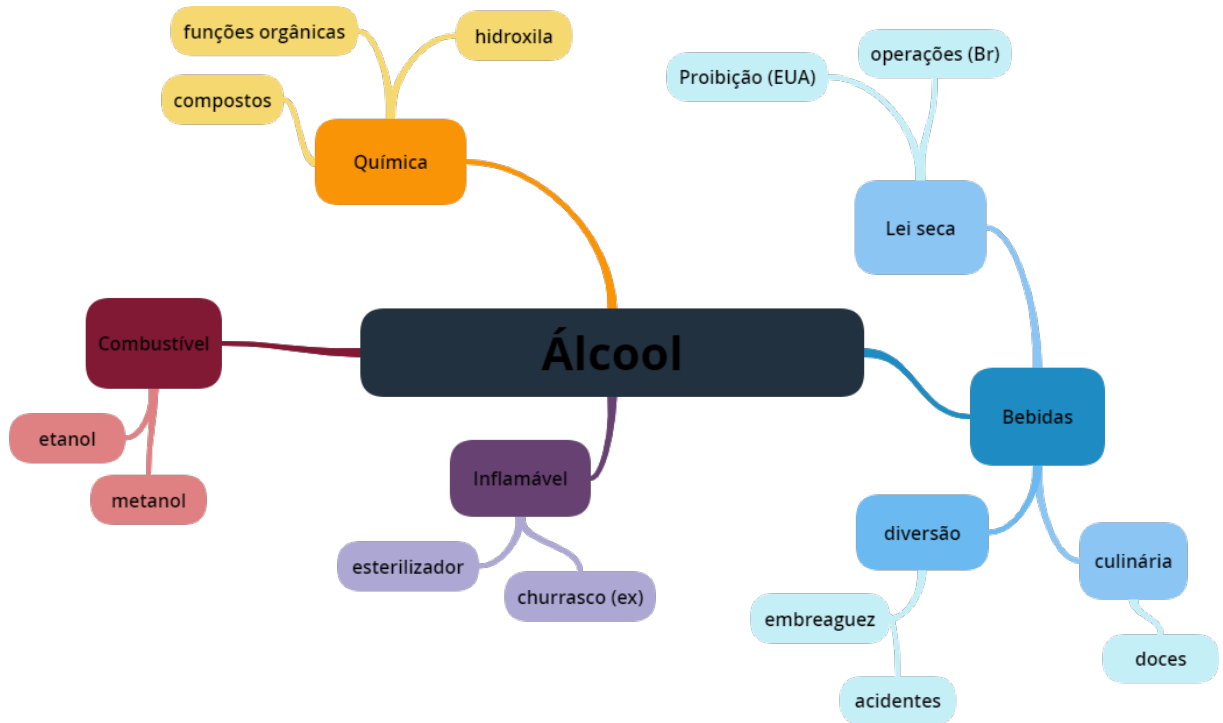 funções orgânicas
hidroxila
compostos
Química
Proibição (EUA)
operações (Br)
Lei seca
Combustível
etanol
metanol
Álcool
Inflamável
esterilizador
churrasco (ex)
Bebidas
diversão
culinária
embreaguez
acidentes
doces